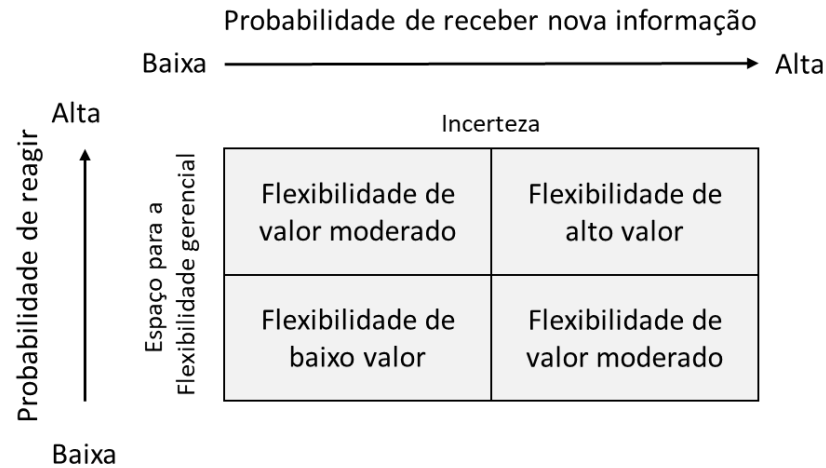 Probabilidade de receber nova informação
Baixa
Alta
Alta
Incerteza
Probabilidade de reagir
Espaço para a
Flexibilidade gerencial
Flexibilidade de
valor moderado
Flexibilidade de
alto valor
Flexibilidade de
baixo valor
Flexibilidade de
valor moderado
Baixa